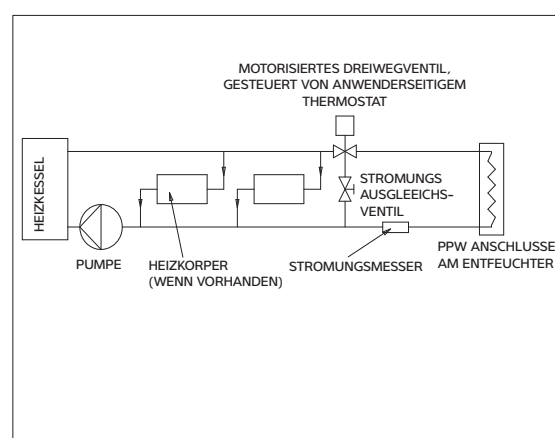 MOTORISIERTES DREIWEGVENTIL,
GESTEUERT VON ANWENDERSEITIGEM
THERMOSTAT
HEIZKESSEL
STROMUNGS
AUSGLEEICHS-
VENTIL
PUMPE
HEIZKORPER
(WENN VORHANDEN)
STROMUNGSMESSER
PPW ANSCHLUSSE
AM ENTFEUCHTER